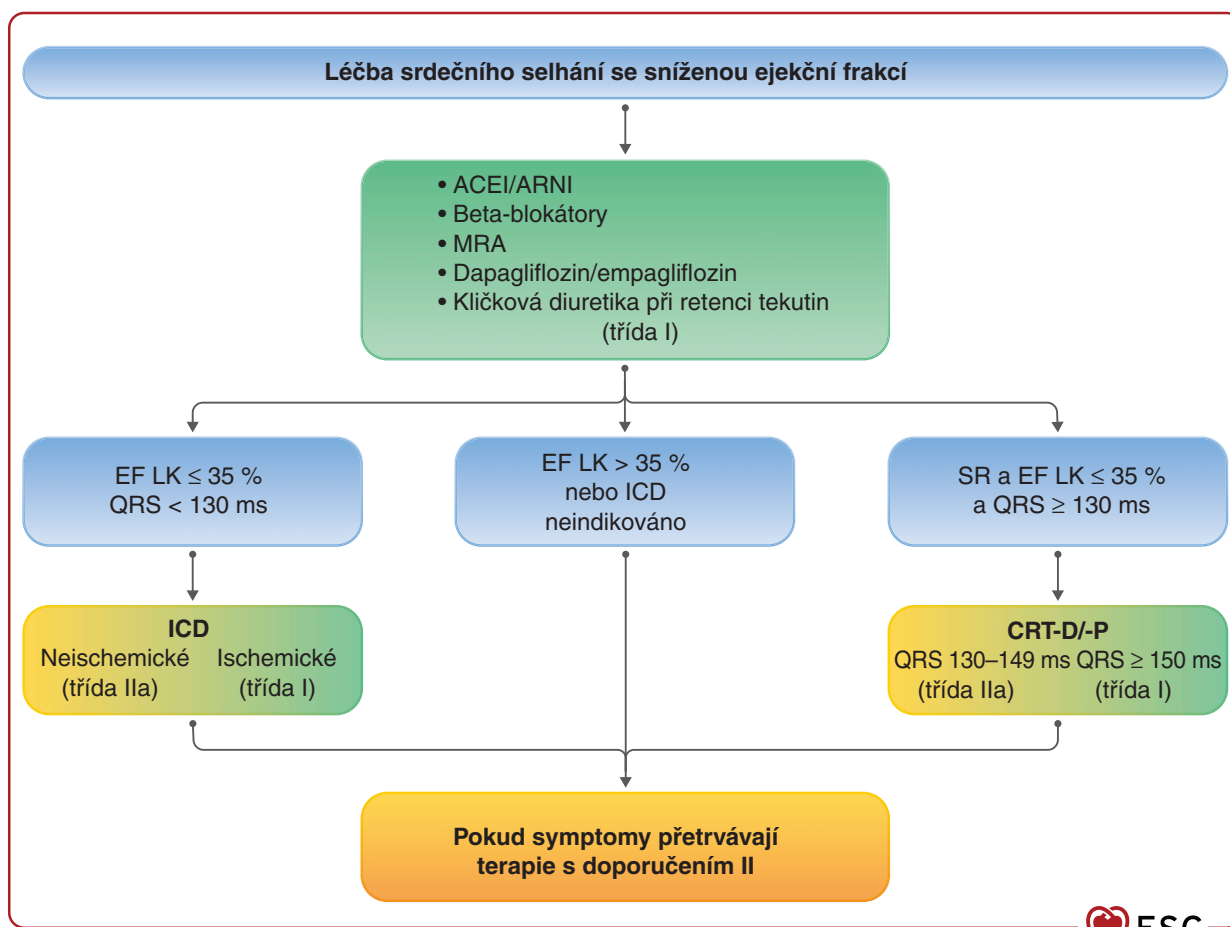 Léčba srdečního selhání se sníženou ejekční frakcí
• ACEI/ARNI
• Beta-blokátory
• MRA
• Dapagliflozin/empagliflozin
• Kličková diuretika při retenci tekutin
(třída I)
EF LK ≤ 35 %
QRS < 130 ms
EF LK > 35 %
nebo ICD
neindikováno
SR a EF LK ≤ 35 %
a QRS ≥ 130 ms
ICD
Neischemické Ischemické
(třída IIa) (třída I)
CRT-D/-P
QRS 130–149 ms QRS ≥ 150 ms
(třída IIa) (třída I)
Pokud symptomy přetrvávají
terapie s doporučením II
ESC